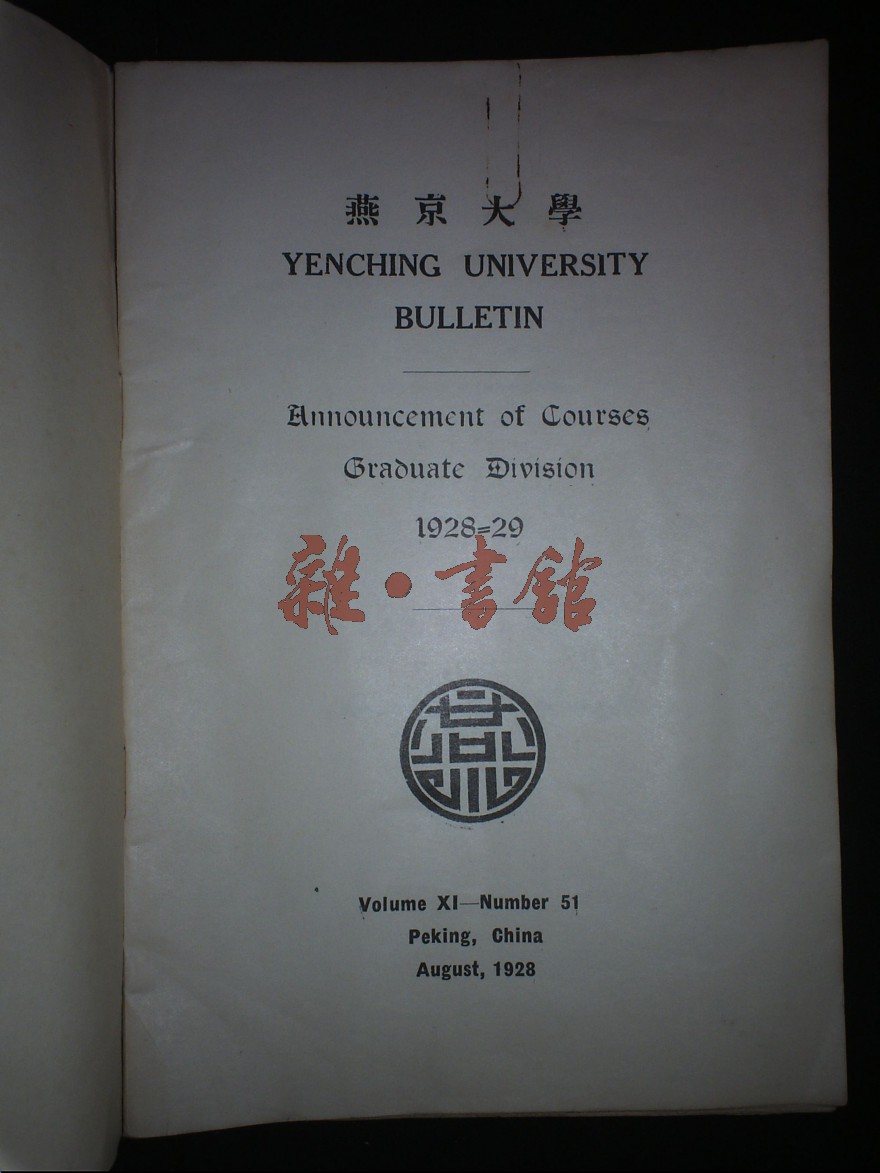 燕京大學
YENCHING UNIVERSITY
BULLETIN
Announcement of Courses
Graduate Division
1928=29
雜·書館
燕
Volume XI—Number 51
Peking, China
August, 1928